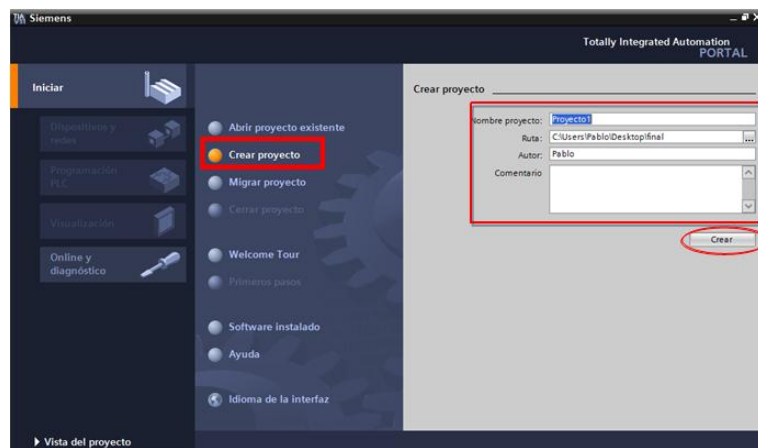 Siemens
Totally Integrated Automation
PORTAL
Iniciar
Dispositivos y
redes
Programación
PLC
Visualización
Online y
diagnóstico
Abrir proyecto existente
Crear proyecto
Migrar proyecto
Cerrar proyecto
Welcome Tour
Primeros pasos
Software instalado
Ayuda
Idioma de la interfaz
Crear proyecto
Nombre proyecto: Proyecto1
Ruta: C:\Users\Pablo\Desktop\final ...
Autor: Pablo
Comentario
Crear
Vista del proyecto